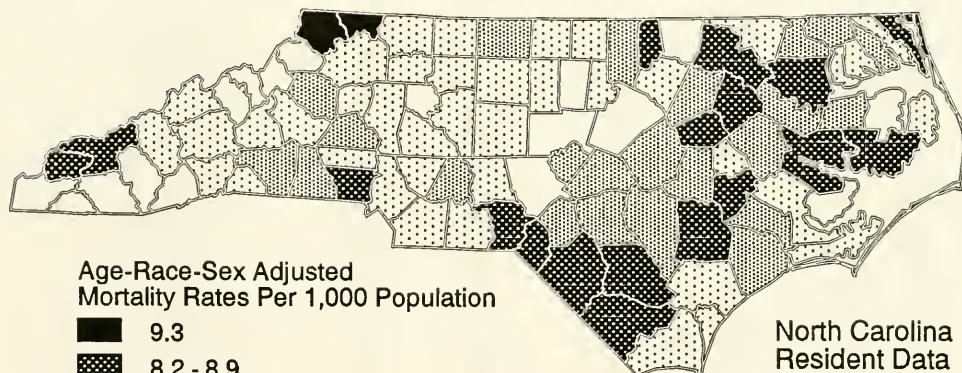 Age-Race-Sex Adjusted
Mortality Rates Per 1,000 Population
9.3
8.2 - 8.9
North Carolina
Resident Data